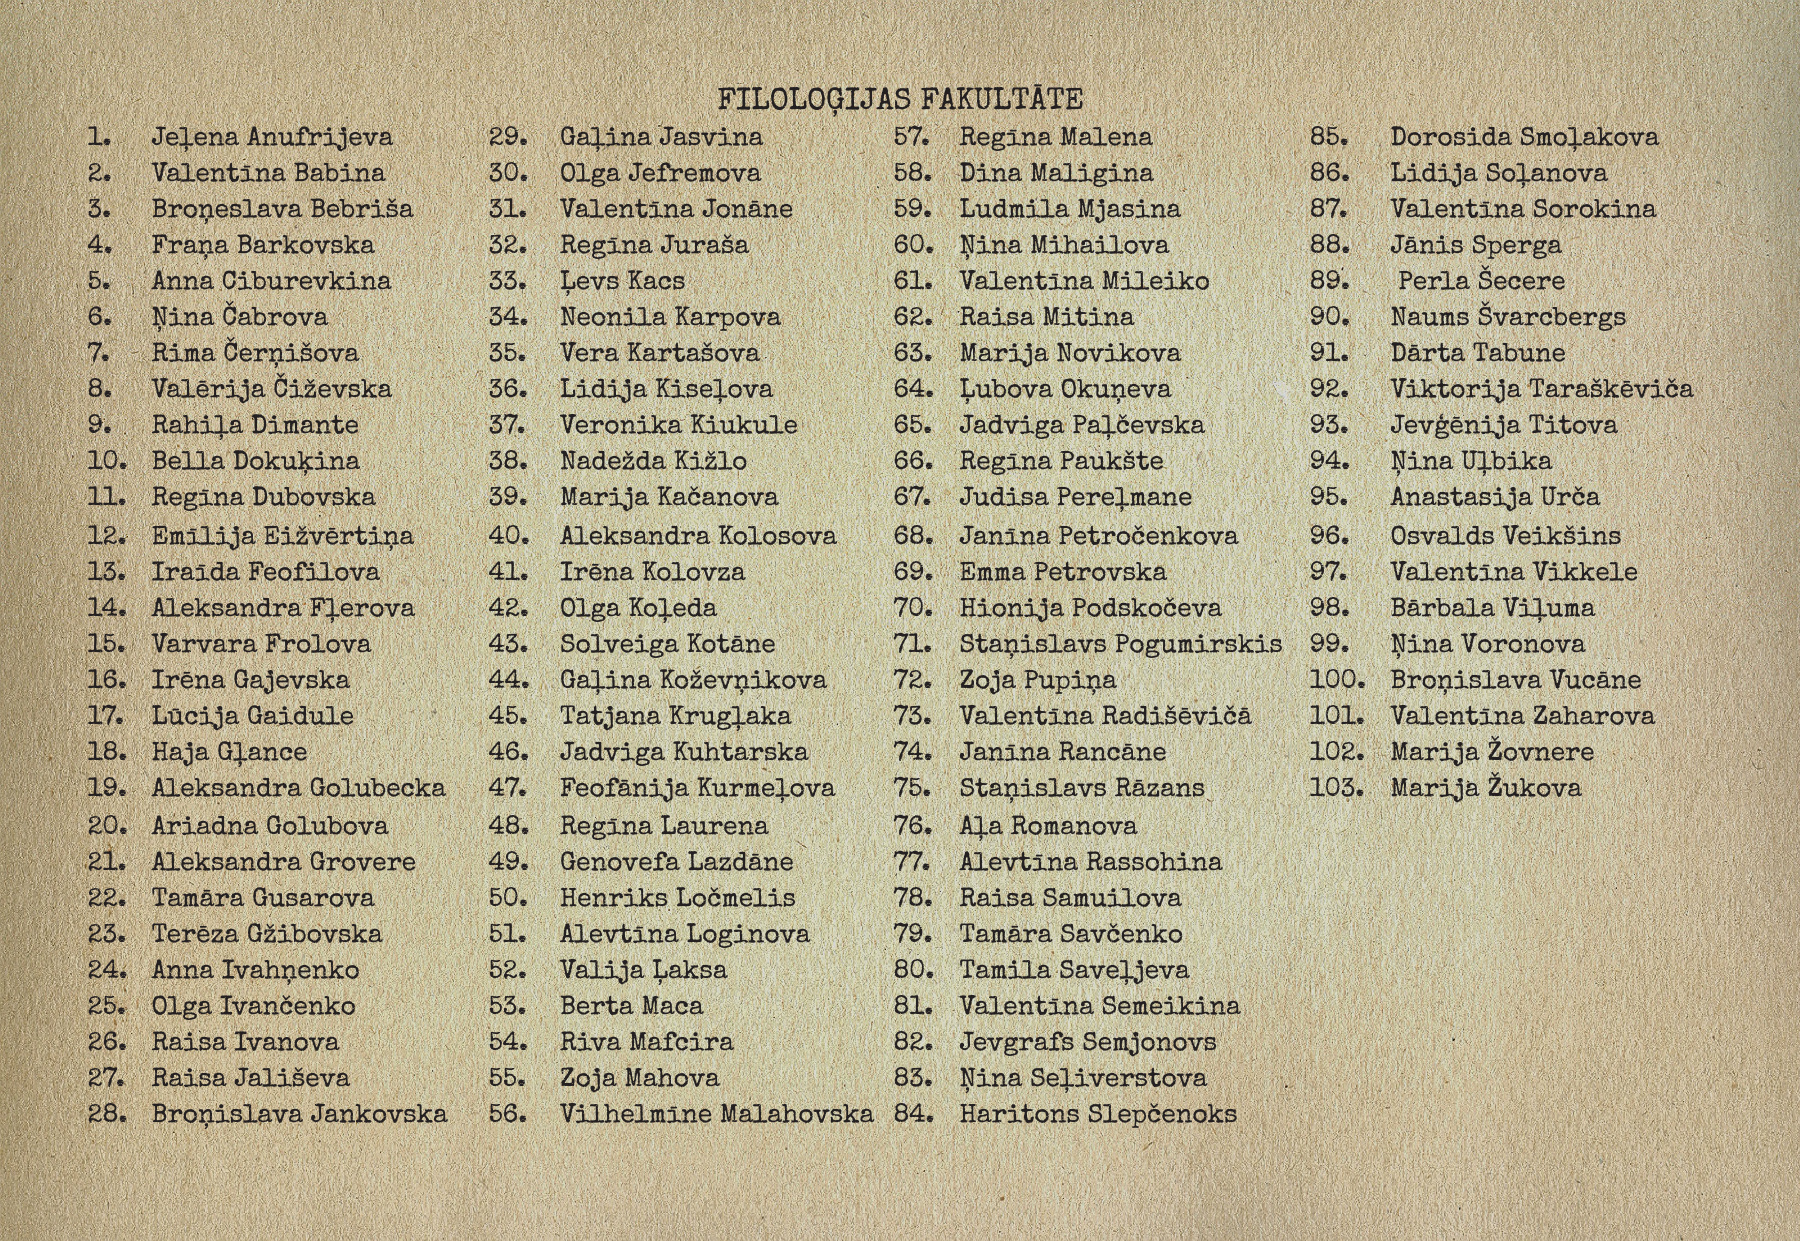 FILOLOĢIJAS FAKULTĀTE
1. Jeļena Anufrijeva
2. Valentīna Babina
3. Broņeslava Bebriša
4. Fraņa Barkovska
5. Anna Ciburevkina
6. Ņina Čabrova
7. Rima Čerņišova
8. Valērija Čiževska
9. Rahiļa Dimante
10. Bella Dokuķina
11. Regīna Dubovska
12. Emīlija Eižvērtiņa
13. Iraīda Feofilova
14. Aleksandra Fļerova
15. Varvara Frolova
16. Irēna Gajevska
17. Lūcija Gaidule
18. Haja Gļance
19. Aleksandra Golubecka
20. Ariadna Golubova
21. Aleksandra Grovere
22. Tamāra Gusarova
23. Terēza Gžibovska
24. Anna Ivahņenko
25. Olga Ivančenko
26. Raisa Ivanova
27. Raisa Jališeva
28. Broņislava Jankovska
29. Gaļina Jasvina
30. Olga Jefremova
31. Valentīna Jonāne
32. Regīna Juraša
33. Ļevs Kacs
34. Neonila Karpova
35. Vera Kartašova
36. Lidija Kiseļova
37. Veronika Kiukule
38. Nadežda Kižlo
39. Marija Kačanova
40. Aleksandra Kolosova
41. Irēna Kolovza
42. Olga Koļeda
43. Solveiga Kotāne
44. Gaļina Koževņikova
45. Tatjana Krugļaka
46. Jadviga Kuhtarska
47. Feofānija Kurmeļova
48. Regīna Laurena
49. Genovefa Lazdāne
50. Henriks Ločmelis
51. Alevtīna Loginova
52. Valija Ļaksa
53. Berta Maca
54. Riva Mafcira
55. Zoja Mahova
56. Vilhelmīne Malahovska
57. Regīna Malena
58. Dina Maligina
59. Ludmila Mjasina
60. Ņina Mihailova
61. Valentīna Mileiko
62. Raisa Mitina
63. Marija Novikova
64. Ļubova Okuņeva
65. Jadviga Paļčevska
66. Regīna Paukšte
67. Judisa Pereļmane
68. Janīna Petročenkova
69. Emma Petrovska
70. Hionija Podskočeva
71. Staņislavs Pogumirskis
72. Zoja Pupiņa
73. Valentīna Radišēvičā
74. Janīna Rancāne
75. Staņislavs Rāzans
76. Aļa Romanova
77. Alevtīna Rassohina
78. Raisa Samuilova
79. Tamāra Savčenko
80. Tamila Saveļjeva
81. Valentīna Semeikina
82. Jevgrafs Semjonovs
83. Ņina Seļiverstova
84. Haritons Slepčenoks
85. Dorosida Smoļakova
86. Lidija Soļanova
87. Valentīna Sorokina
88. Jānis Sperga
89. Perla Šecere
90. Naums Švarcbergs
91. Dārta Tabune
92. Viktorija Taraškēviča
93. Jevģēnija Titova
94. Ņina Uļbika
95. Anastasija Urča
96. Osvalds Veikšins
97. Valentīna Vikkele
98. Bārbala Viļuma
99. Ņina Voronova
100. Broņislava Vucāne
101. Valentīna Zaharova
102. Marija Žovnere
103. Marija Žukova